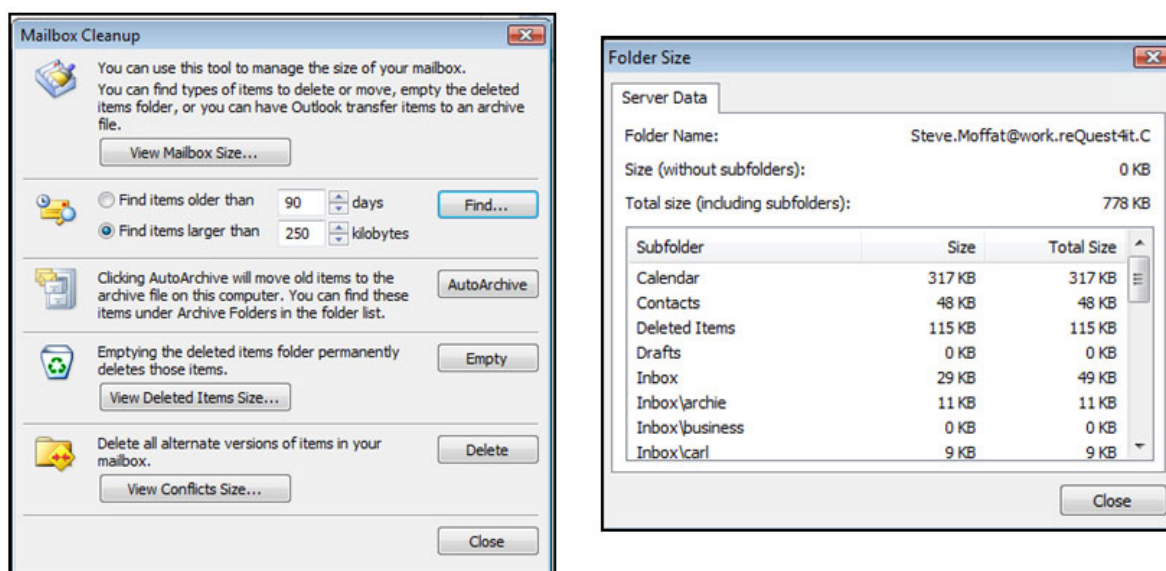 Mailbox Cleanup
You can use this tool to manage the size of your mailbox.
You can find types of items to delete or move, empty the deleted
items folder, or you can have Outlook transfer items to an archive
file.
View Mailbox Size...
Find items older than 90 days
Find...
Find items larger than 250 kilobytes
Clicking AutoArchive will move old items to the
archive file on this computer. You can find these
items under Archive Folders in the folder list.
AutoArchive
Emptying the deleted items folder permanently
deletes those items.
Empty
View Deleted Items Size...
Delete all alternate versions of items in your
mailbox.
Delete
View Conflicts Size...
Close
Folder Size
Server Data
Folder Name: Steve.Moffat@work.reQuest4it.C
Size (without subfolders): 0 KB
Total size (including subfolders): 778 KB
Subfolder Size Total Size
Calendar 317 KB 317 KB
Contacts 48 KB 48 KB
Deleted Items 115 KB 115 KB
Drafts 0 KB 0 KB
Inbox 29 KB 49 KB
Inbox\archie 11 KB 11 KB
Inbox\business 0 KB 0 KB
Inbox\carl 9 KB 9 KB
Close